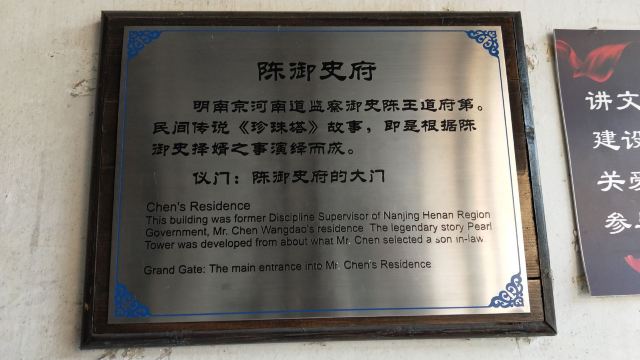 陈御史府
明南京河南道监察御史陈王道府第。
民间传说《珍珠塔》故事，即是根据陈
御史择婿之事演绎而成。
仪门：陈御史府的大门
Chen's Residence
This building was former Discipline Supervisor of Nanjing Henan Region
Government, Mr. Chen Wangdao's residence. The legendary story Pearl
Tower was developed from about what Mr. Chen selected a son in-law
Grand Gate: The main entrance into Mr. Chen's Residence
讲文
建设
关爱
参